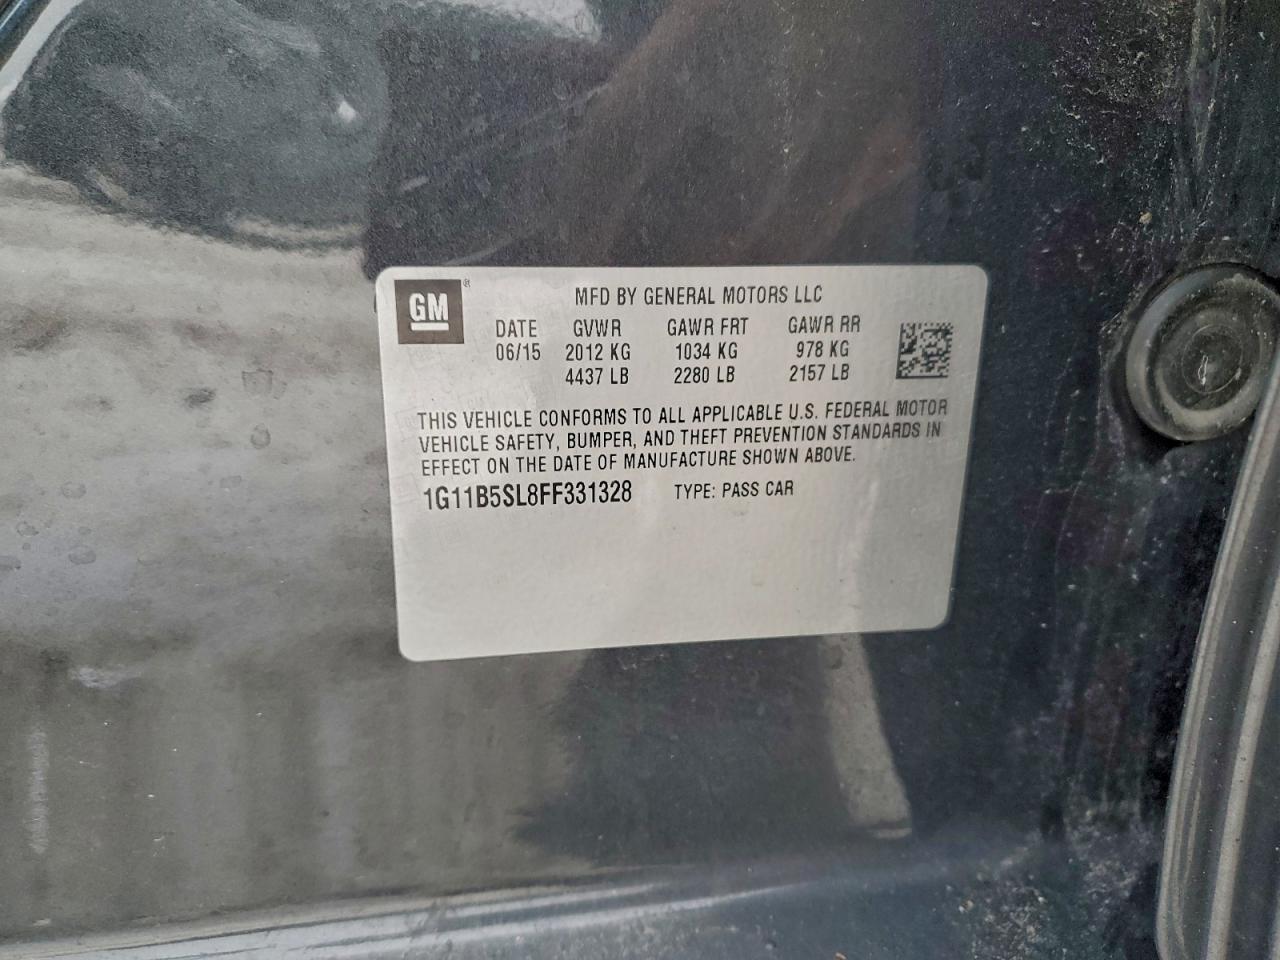 GM ®
MFD BY GENERAL MOTORS LLC
DATE GVWR GAWR FRT GAWR RR
06/15 2012 KG 1034 KG 978 KG
4437 LB 2280 LB 2157 LB
THIS VEHICLE CONFORMS TO ALL APPLICABLE U.S. FEDERAL MOTOR
VEHICLE SAFETY, BUMPER, AND THEFT PREVENTION STANDARDS IN
EFFECT ON THE DATE OF MANUFACTURE SHOWN ABOVE.
1G11B5SL8FF331328 TYPE: PASS CAR